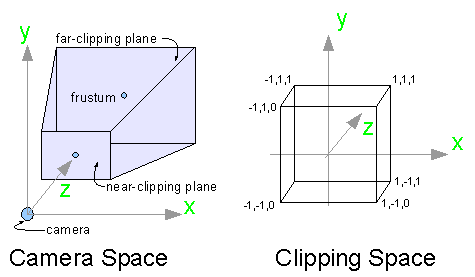 y
far-clipping plane
frustum
z
near-clipping plane
x
camera
Camera Space
y
-1,1,1
1,1,1
-1,1,0
z
x
1,-1,1
-1,-1,0
1,-1,0
Clipping Space